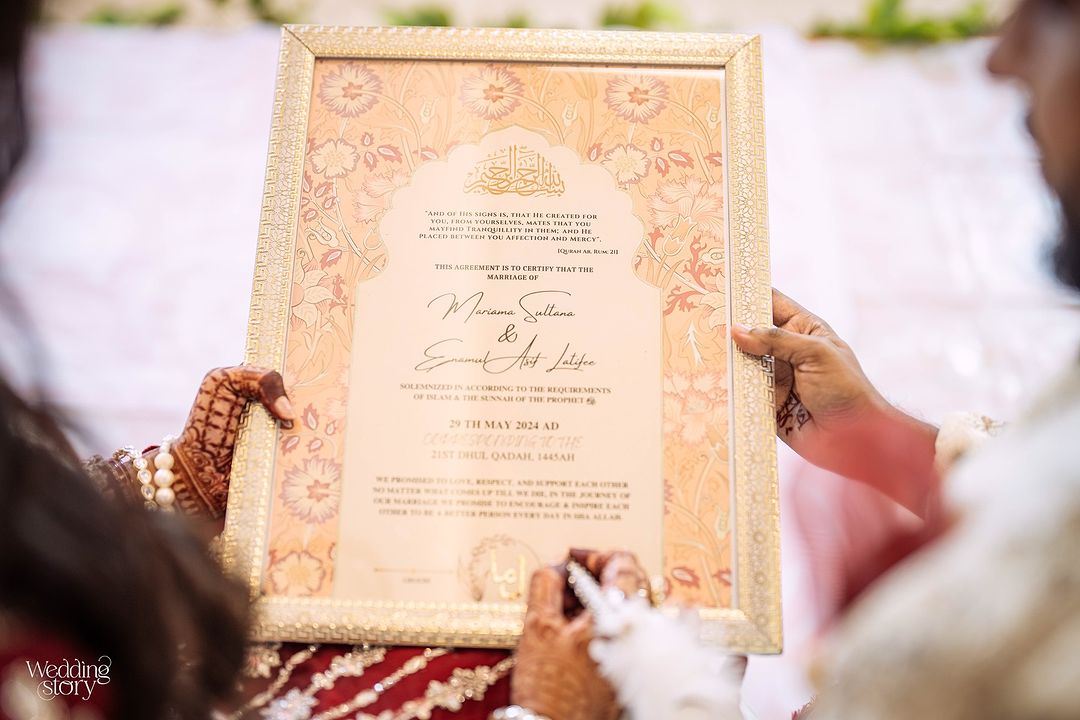 بسم الله الرحمن الرحيم
"AND OF HIS SIGNS IS, THAT HE CREATED FOR
YOU, FROM YOURSELVES, MATES THAT YOU
MAYFIND TRANQUILLITY IN THEM; AND HE
PLACED BETWEEN YOU AFFECTION AND MERCY".
[QURAN AR. RUM: 21]
THIS AGREEMENT IS TO CERTIFY THAT THE
MARRIAGE OF
Mariama Sultana
&
Enamul Asif Latifee
SOLEMNIZED IN ACCORDING TO THE REQUIREMENTS
OF ISLAM & THE SUNNAH OF THE PROPHET ﷺ
29 TH MAY 2024 AD
CORRESPONDING TO THE
21ST DHUL QADAH, 1445AH
WE PROMISED TO LOVE, RESPECT, AND SUPPORT EACH OTHER
NO MATTER WHAT COMES UP TILL WE DIE, IN THE JOURNEY OF
OUR MARRIAGE WE PROMISE TO ENCOURAGE & INSPIRE EACH
OTHER TO BE A BETTER PERSON EVERY DAY IN SHA ALLAH.
GROOM
Wedding
story